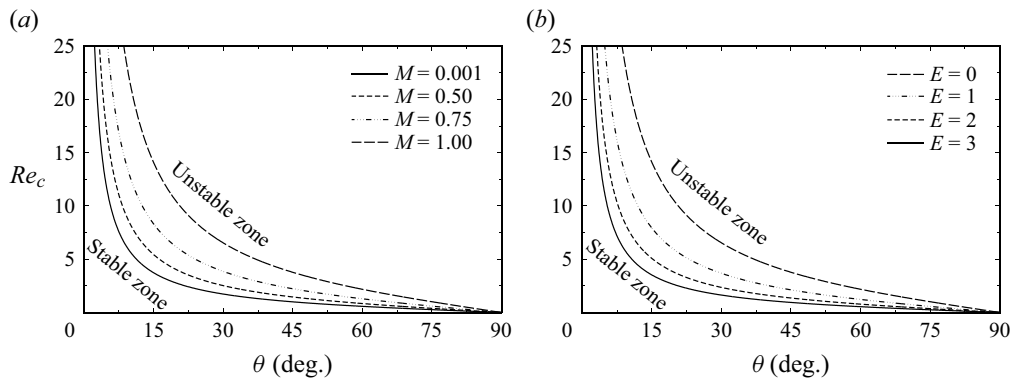 (a)
25
20
15
10
5
0
Re_c
15 30 45 60 75 90
θ (deg.)
M = 0.001
M = 0.50
M = 0.75
M = 1.00
Unstable zone
Stable zone
(b)
25
20
15
10
5
0
15 30 45 60 75 90
θ (deg.)
E = 0
E = 1
E = 2
E = 3
Unstable zone
Stable zone